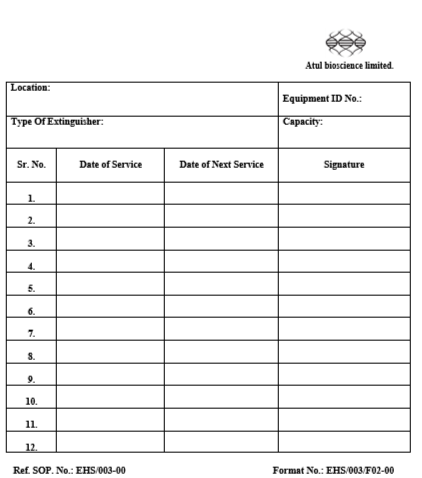 Atul bioscience limited.
Location:
Equipment ID No.:
Type Of Extinguisher:
Capacity:
Sr. No. Date of Service Date of Next Service Signature
1.
2.
3.
4.
5.
6.
7.
8.
9.
10.
11.
12.
Ref. SOP. No.: EHS/003-00 Format No.: EHS/003/F02-00